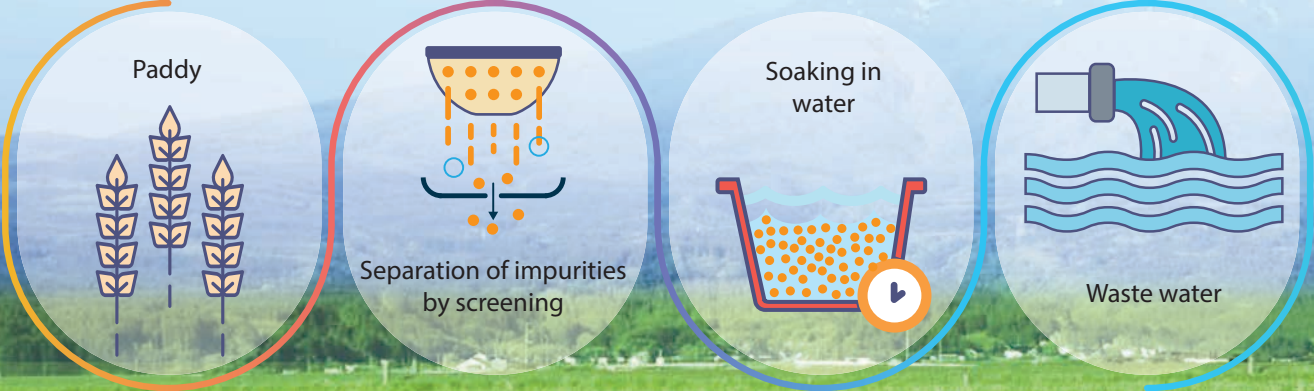 Paddy
Separation of impurities
by screening
Soaking in
water
Waste water